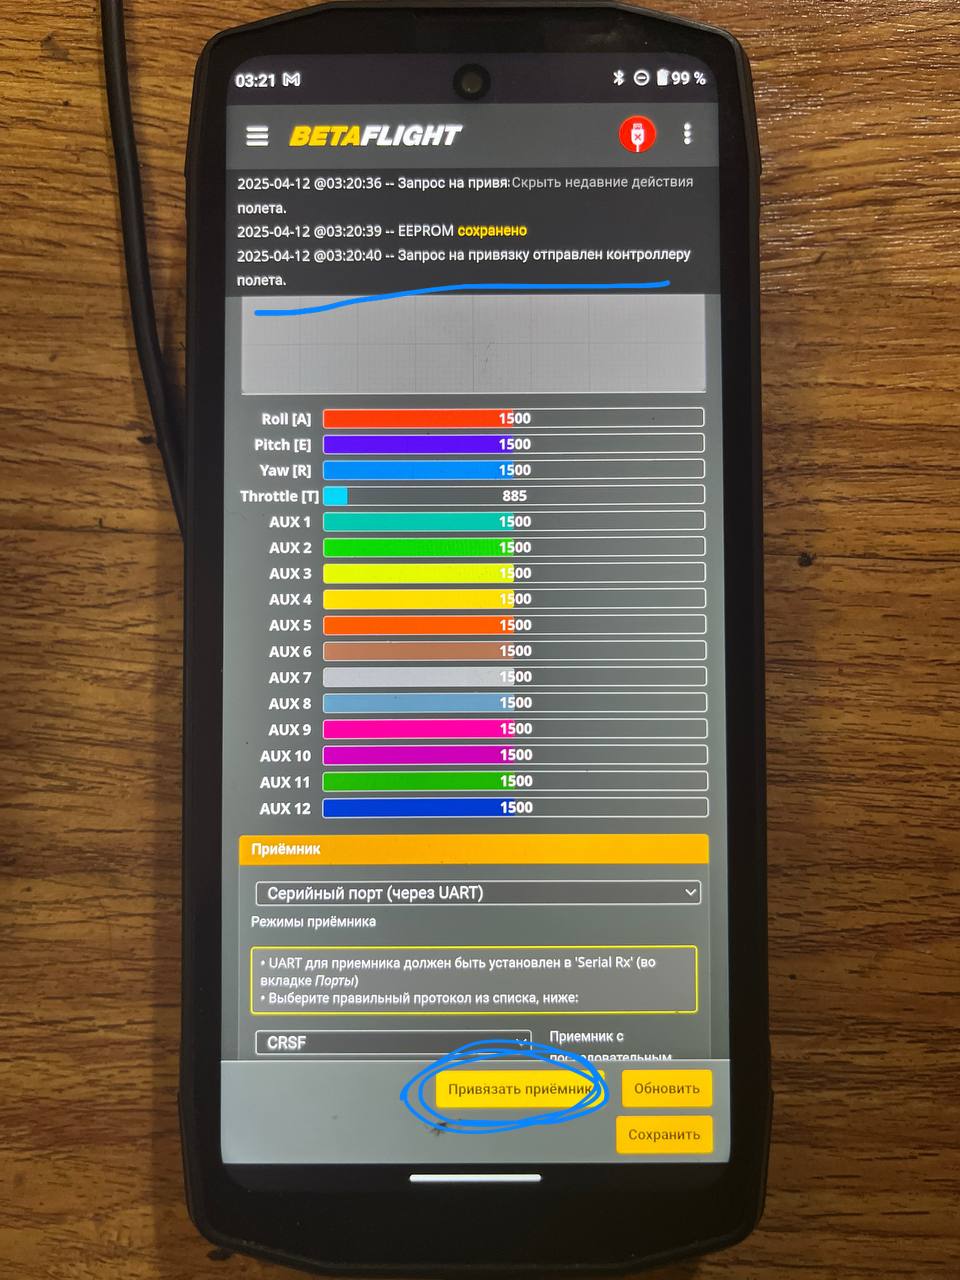 03:21 99 %
BETAFLIGHT
2025-04-12 @03:20:36 -- Запрос на привя Скрыть недавние действия
полета.
2025-04-12 @03:20:39 -- EEPROM сохранено
2025-04-12 @03:20:40 -- Запрос на привязку отправлен контроллеру
полета.
Roll [A] 1500
Pitch [E] 1500
Yaw [R] 1500
Throttle [T] 885
AUX 1 1500
AUX 2 1500
AUX 3 1500
AUX 4 1500
AUX 5 1500
AUX 6 1500
AUX 7 1500
AUX 8 1500
AUX 9 1500
AUX 10 1500
AUX 11 1500
AUX 12 1500
Приёмник
Серийный порт (через UART)
Режимы приёмника
• UART для приемника должен быть установлен в 'Serial Rx' (во
вкладке Порты)
• Выберите правильный протокол из списка, ниже:
CRSF Приемник с
последовательным
Привязать приёмник Обновить
Сохранить